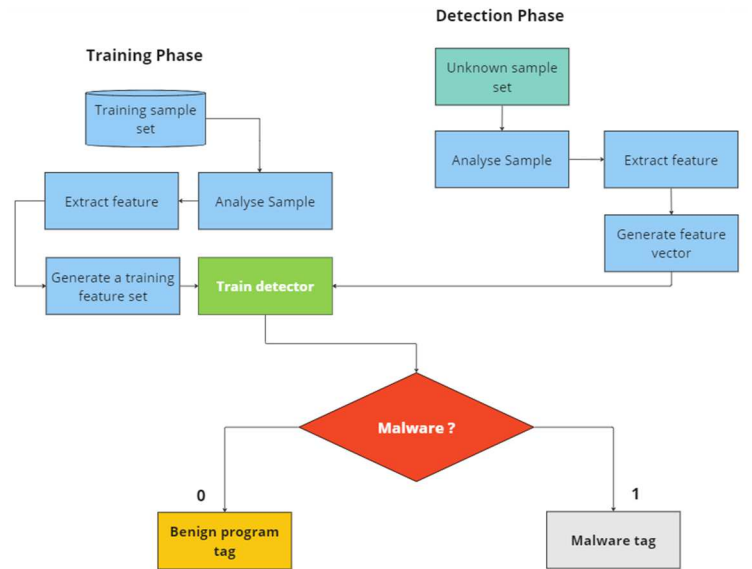 Detection Phase
Training Phase
Unknown sample
set
Training sample
set
Analyse Sample
Extract feature
Extract feature
Analyse Sample
Generate feature
vector
Generate a training
feature set
Train detector
Malware ?
0
1
Benign program
tag
Malware tag